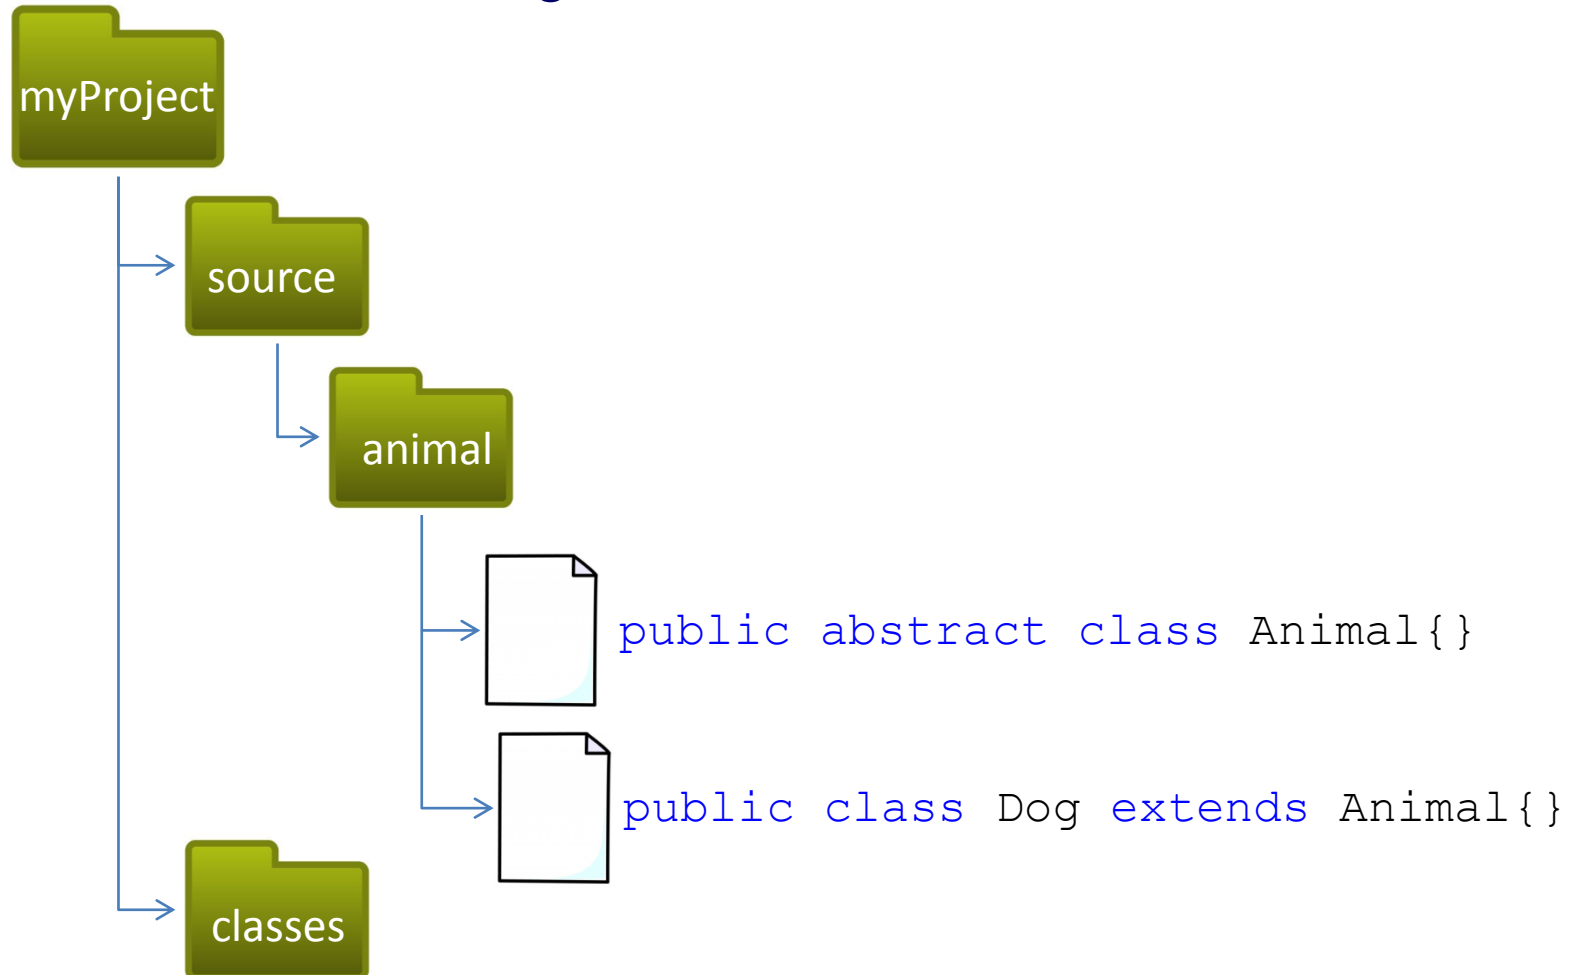 myProject
source
animal
public abstract class Animal{}
public class Dog extends Animal{}
classes